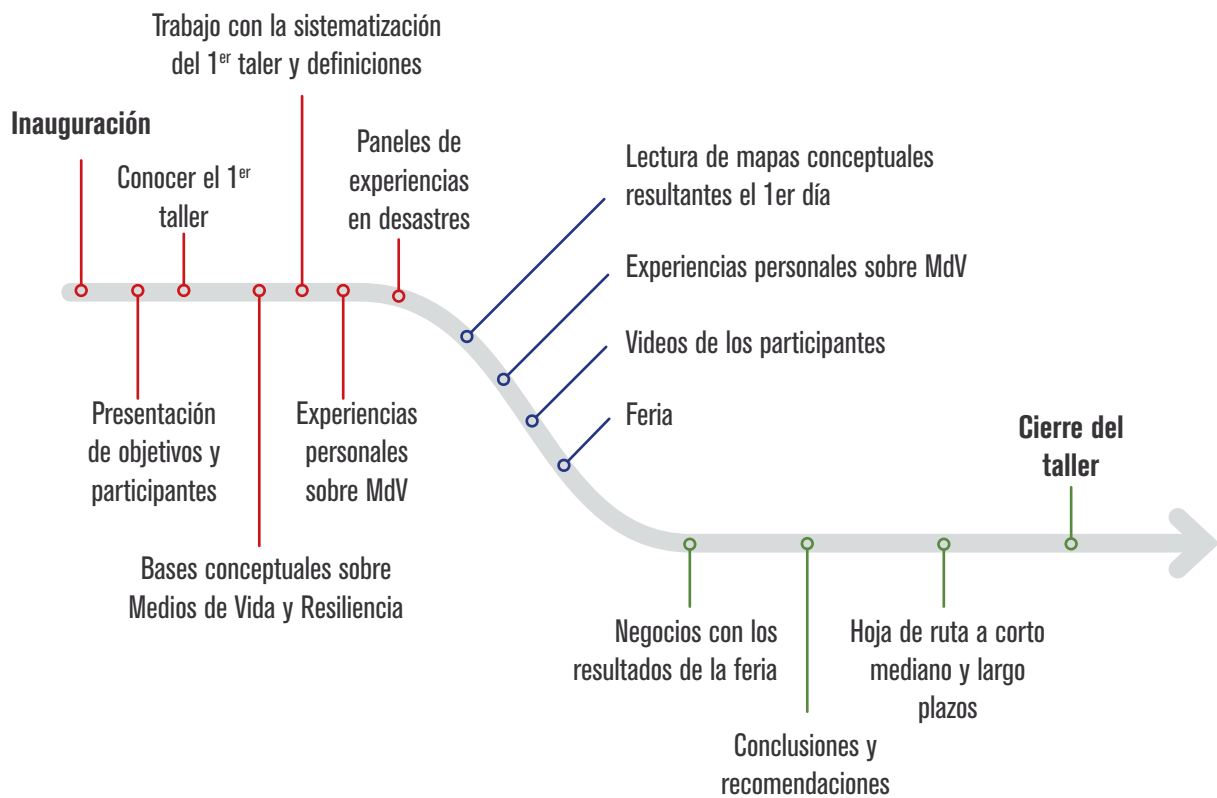 Trabajo con la sistematización
del 1er taler y definiciones
Inauguración
Conocer el 1er
taller
Paneles de
experiencias
en desastres
Lectura de mapas conceptuales
resultantes el 1er día
Experiencias personales sobre MdV
Videos de los participantes
Feria
Presentación
de objetivos y
participantes
Experiencias
personales
sobre MdV
Bases conceptuales sobre
Medios de Vida y Resiliencia
Cierre del
taller
Negocios con los
resultados de la feria
Hoja de ruta a corto
mediano y largo
plazos
Conclusiones y
recomendaciones